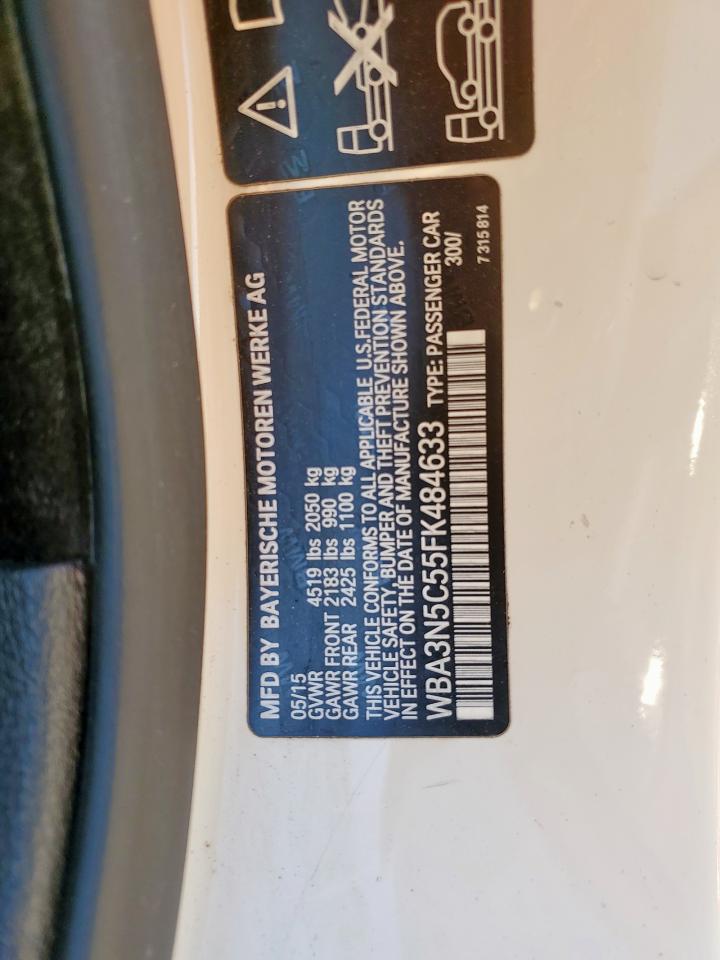 MFD BY BAYERISCHE MOTOREN WERKE AG
05/15
GVWR 4519 lbs 2050 kg
GAWR FRONT 2183 lbs 990 kg
GAWR REAR 2425 lbs 1100 kg
THIS VEHICLE CONFORMS TO ALL APPLICABLE U.S.FEDERAL MOTOR
VEHICLE SAFETY, BUMPER AND THEFT PREVENTION STANDARDS
IN EFFECT ON THE DATE OF MANUFACTURE SHOWN ABOVE.
WBA3N5C55FK484633 TYPE: PASSENGER CAR
300/
7 315 814